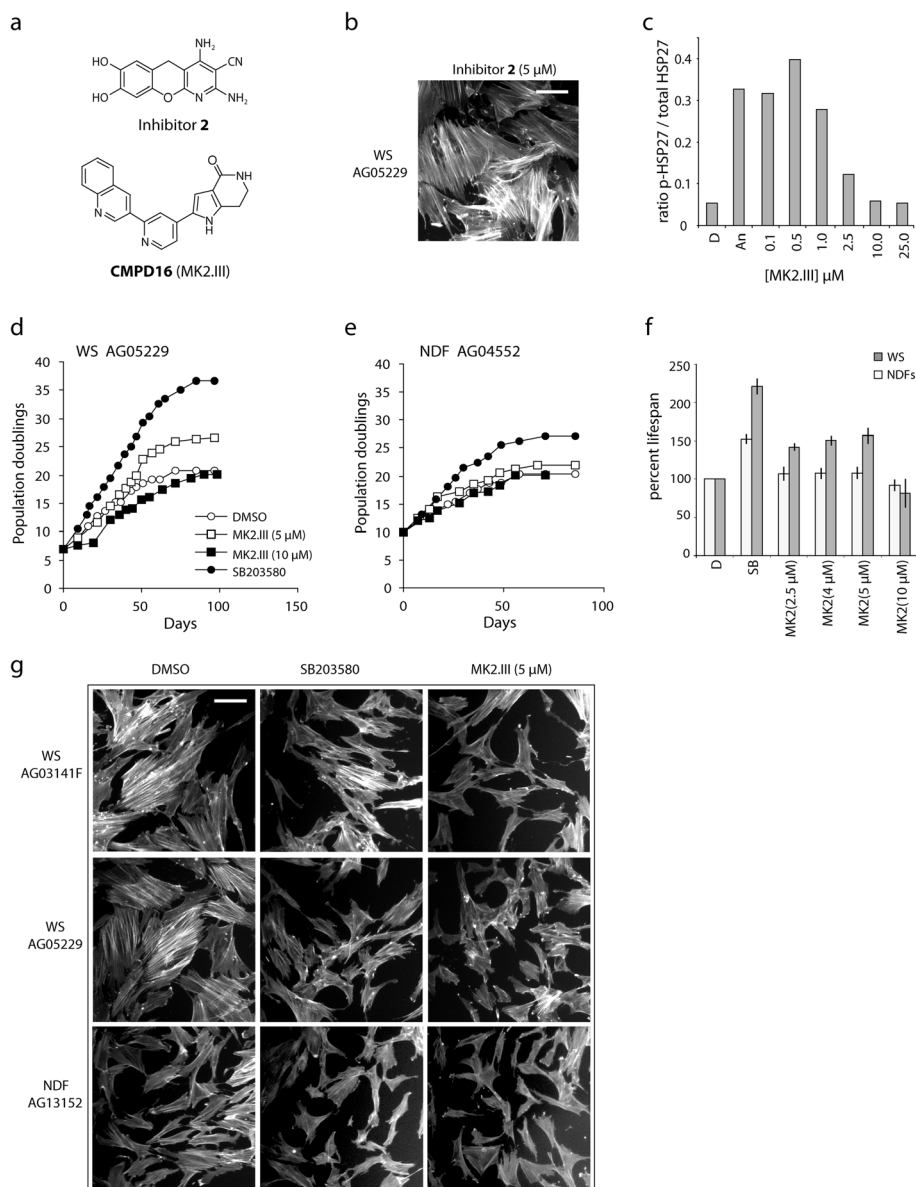 a
NH₂
CN
HO
HO
O
N
NH₂
Inhibitor 2
O
NH
N
N
N
H
CMPD16 (MK2.III)
b
Inhibitor 2 (5 µM)
WS
AG05229
c
ratio p-HSP27 / total HSP27
0.4
0.3
0.2
0.1
0
D
An
0.1
0.5
1.0
2.5
10.0
25.0
[MK2.III] µM
d
WS AG05229
Population doublings
40
35
30
25
20
15
10
5
0
0
50
100
150
Days
DMSO
MK2.III (5 µM)
MK2.III (10 µM)
SB203580
e
NDF AG04552
Population doublings
40
35
30
25
20
15
10
5
0
0
50
100
Days
f
WS
NDFs
percent lifespan
250
200
150
100
50
0
D
SB
MK2(2.5 µM)
MK2(4 µM)
MK2(5 µM)
MK2(10 µM)
g
DMSO
SB203580
MK2.III (5 µM)
WS
AG03141F
WS
AG05229
NDF
AG13152